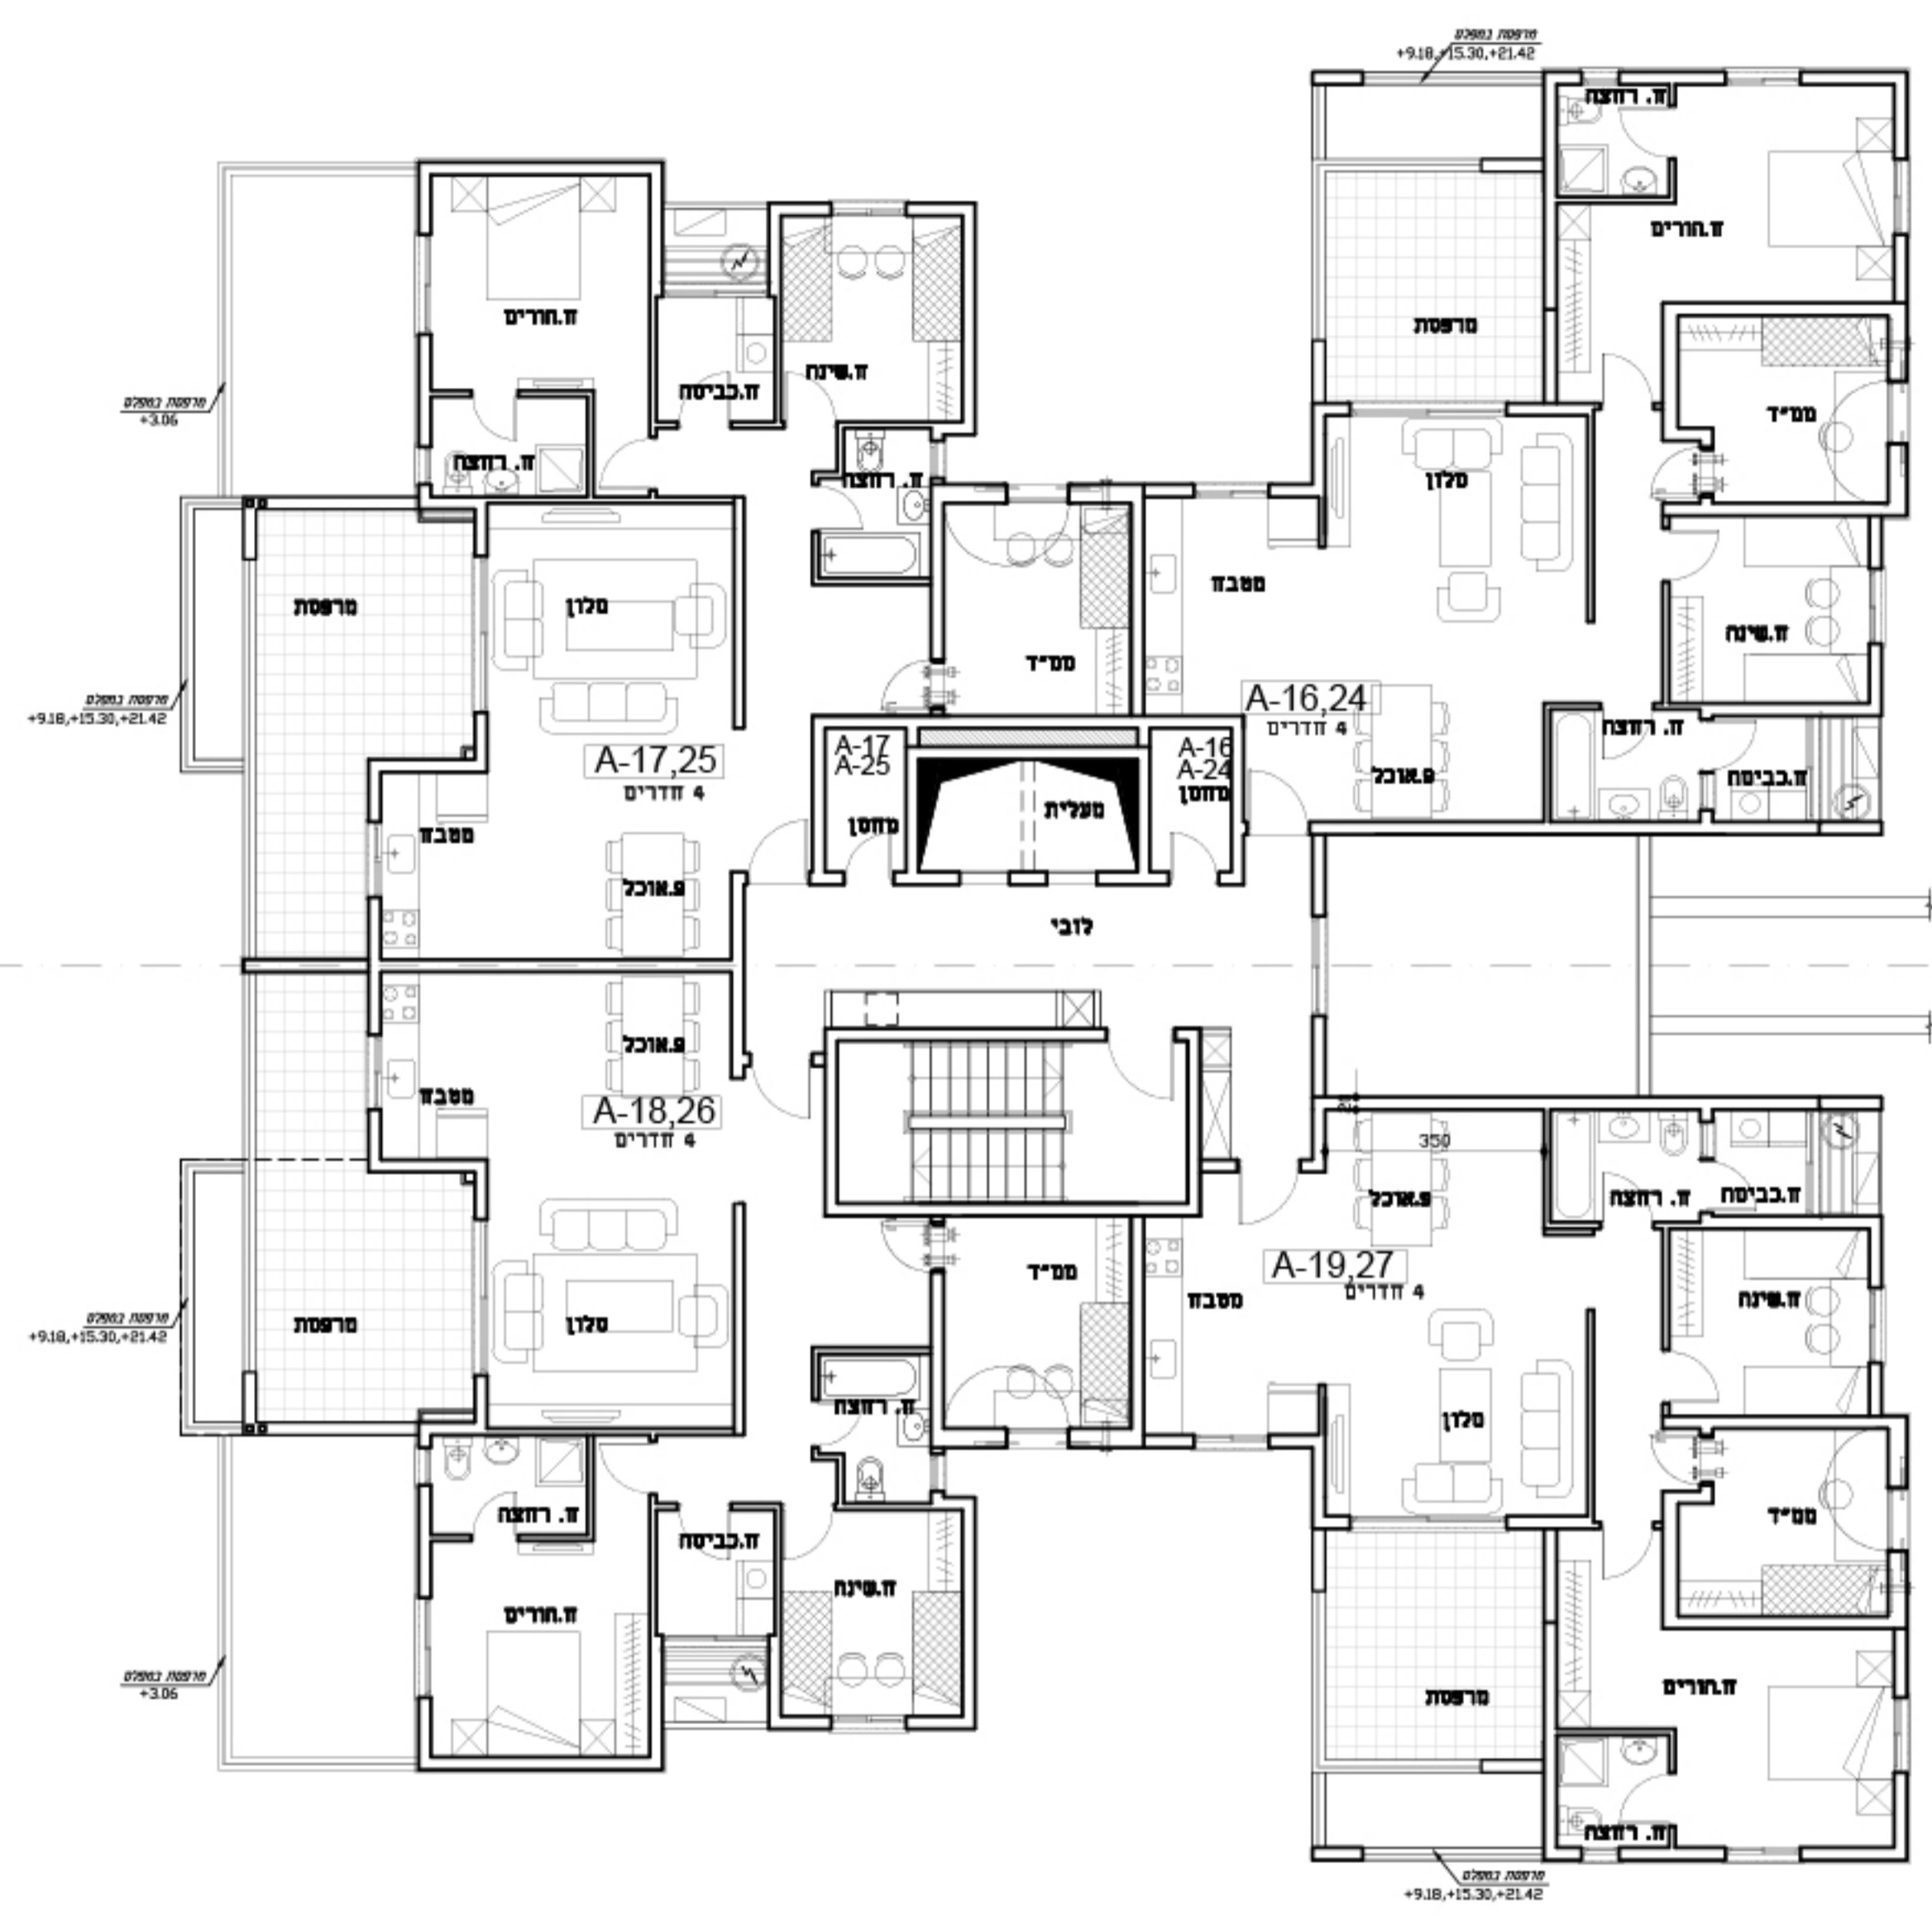 מרפסת במפלס
+9.18,+15.30,+21.42
ח. רחצה
ח.הורים
מרפסת
ממ״ד
סלון
מטבח
ח.שינה
A-16,24
4 חדרים
פ.אוכל
ח. רחצה
ח.כביסה
ח.הורים
ח.כביסה
ח.שינה
ח. רחצה
ח. רחצה
מרפסת במפלס
+3.06
מרפסת
סלון
ממ״ד
מרפסת במפלס
+9.18,+15.30,+21.42
A-17,25
4 חדרים
מטבח
פ.אוכל
A-17
A-25
מחסן
מעלית
A-16
A-24
מחסן
לובי
פ.אוכל
מטבח
A-18,26
4 חדרים
מרפסת
סלון
ממ״ד
מרפסת במפלס
+9.18,+15.30,+21.42
ח. רחצה
ח. רחצה
ח.כביסה
ח.שינה
ח.הורים
מרפסת במפלס
+3.06
20
350
פ.אוכל
ח. רחצה
ח.כביסה
A-19,27
4 חדרים
מטבח
ח.שינה
סלון
ממ״ד
מרפסת
ח.הורים
ח. רחצה
מרפסת במפלס
+9.18,+15.30,+21.42